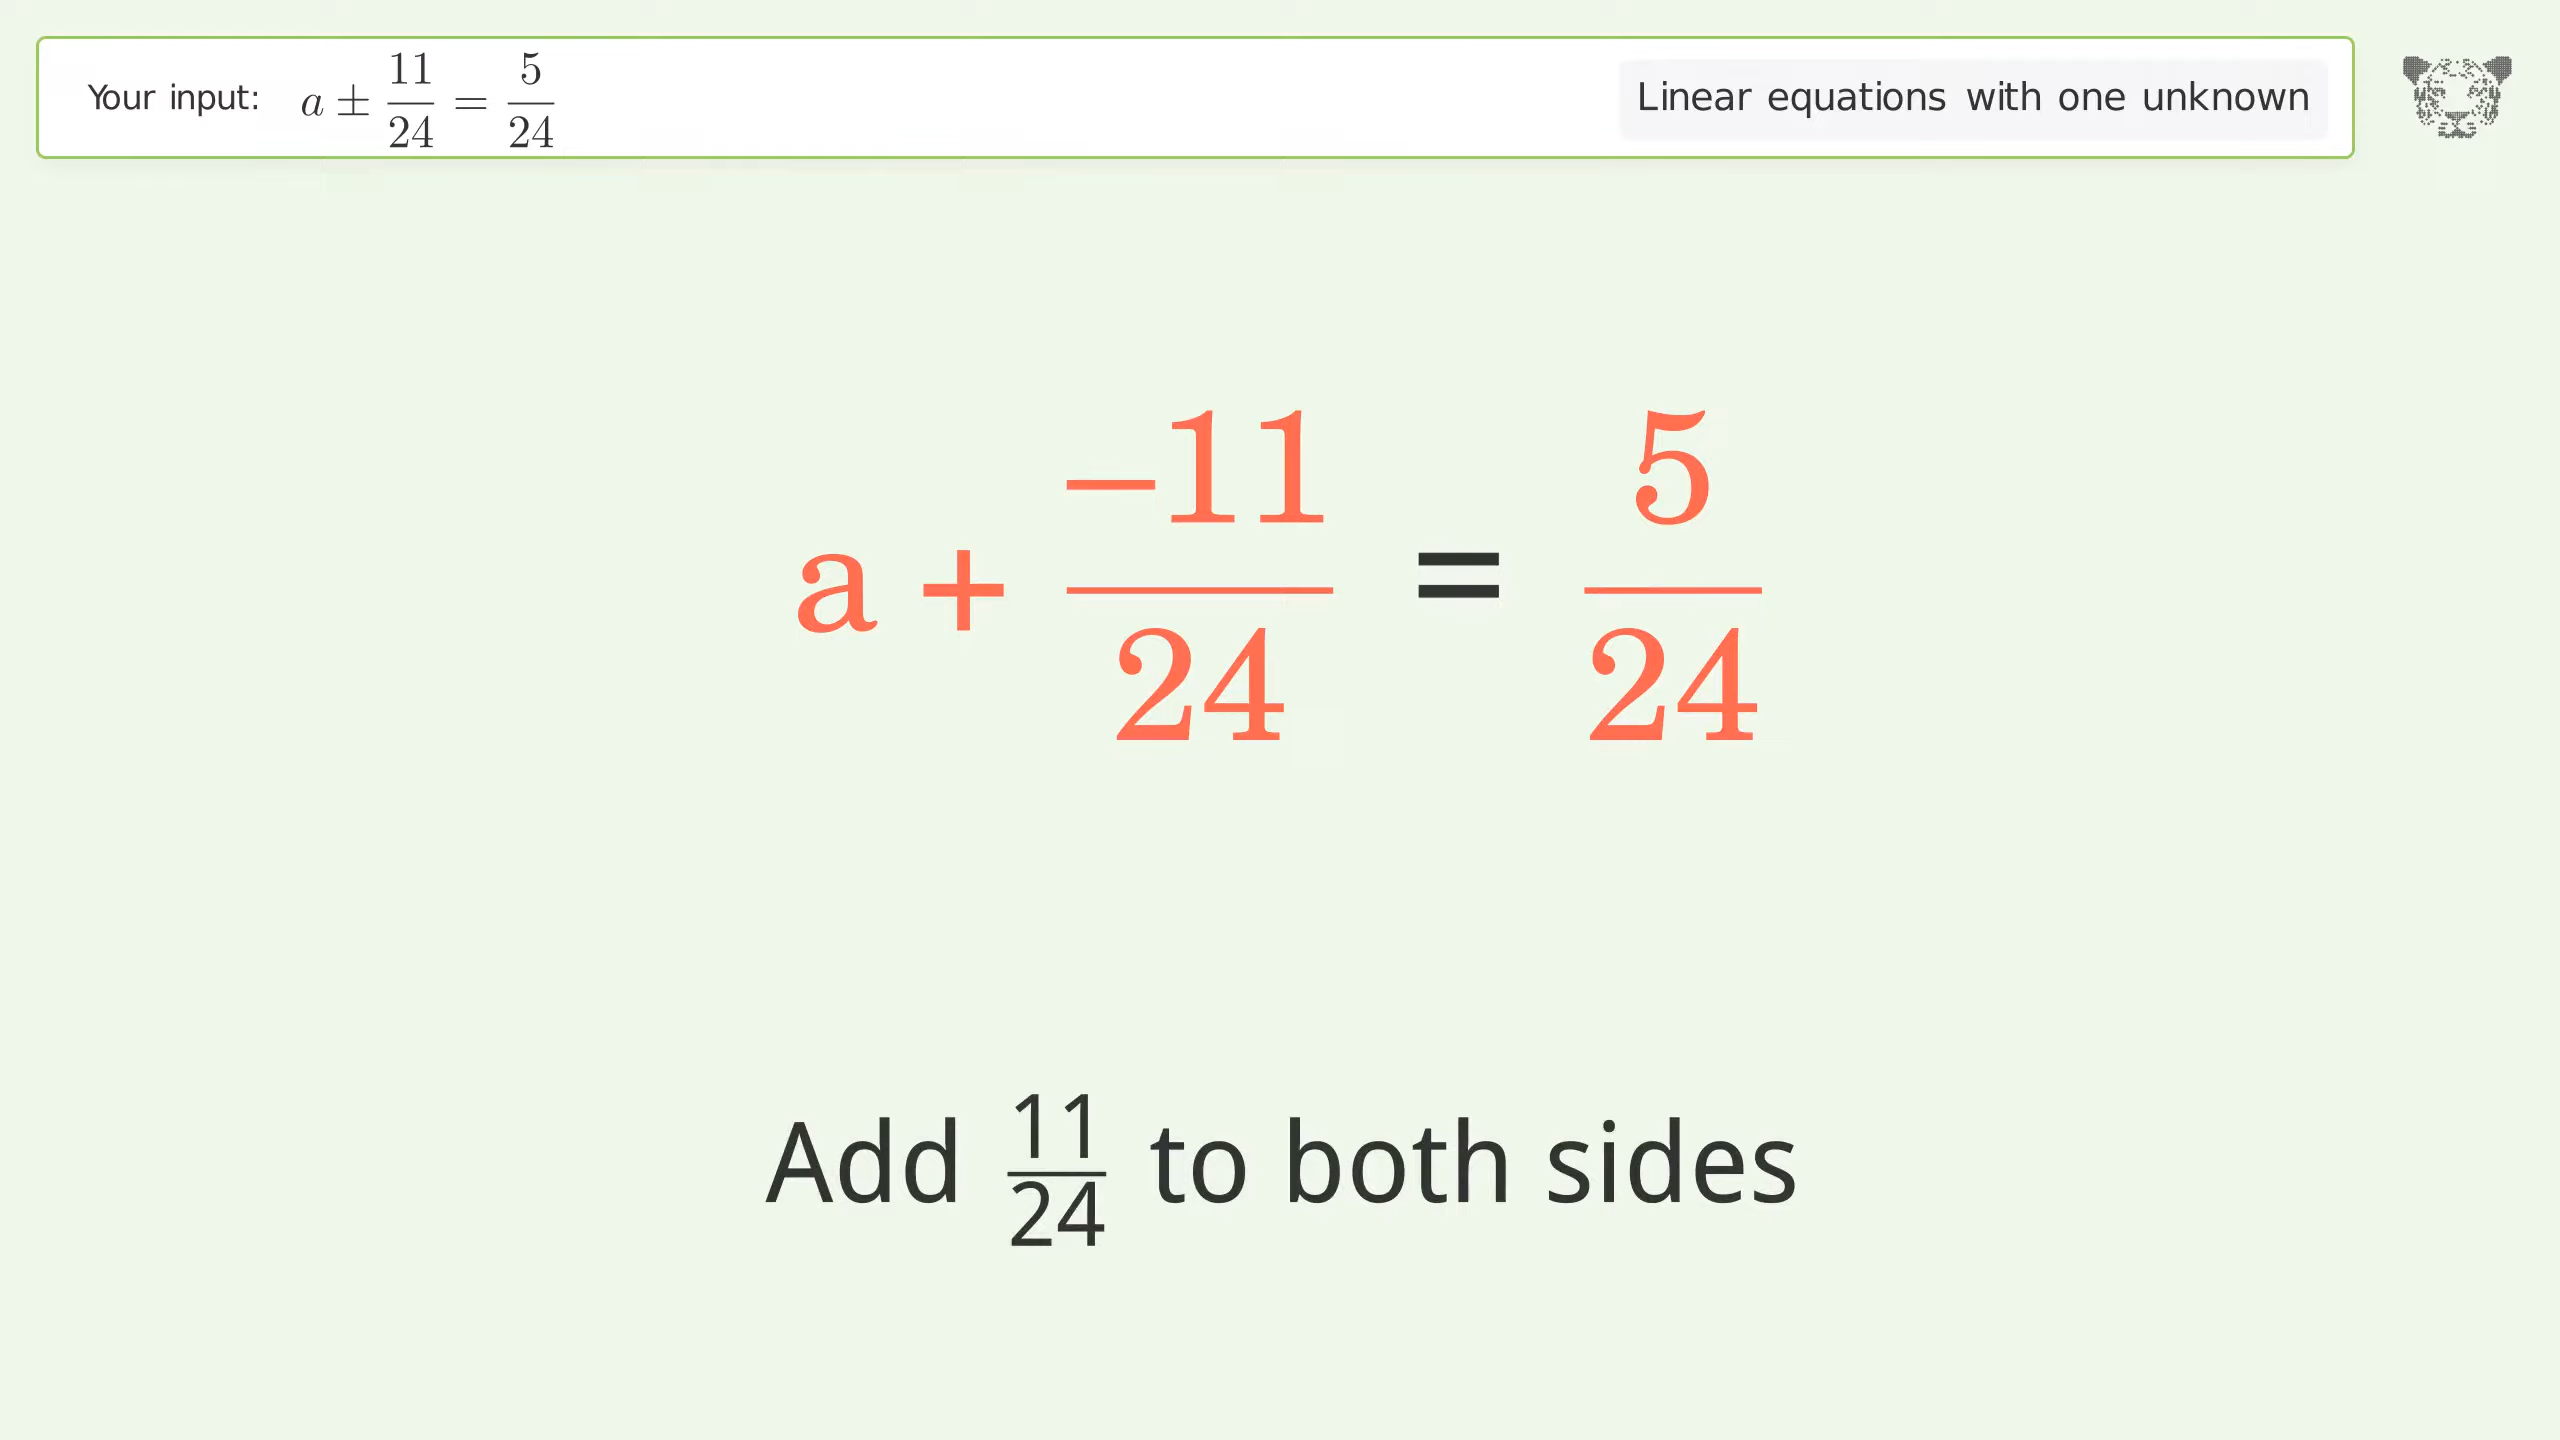 Your input: a ± 11/24 = 5/24
Linear equations with one unknown
a + -11/24 = 5/24
Add 11/24 to both sides